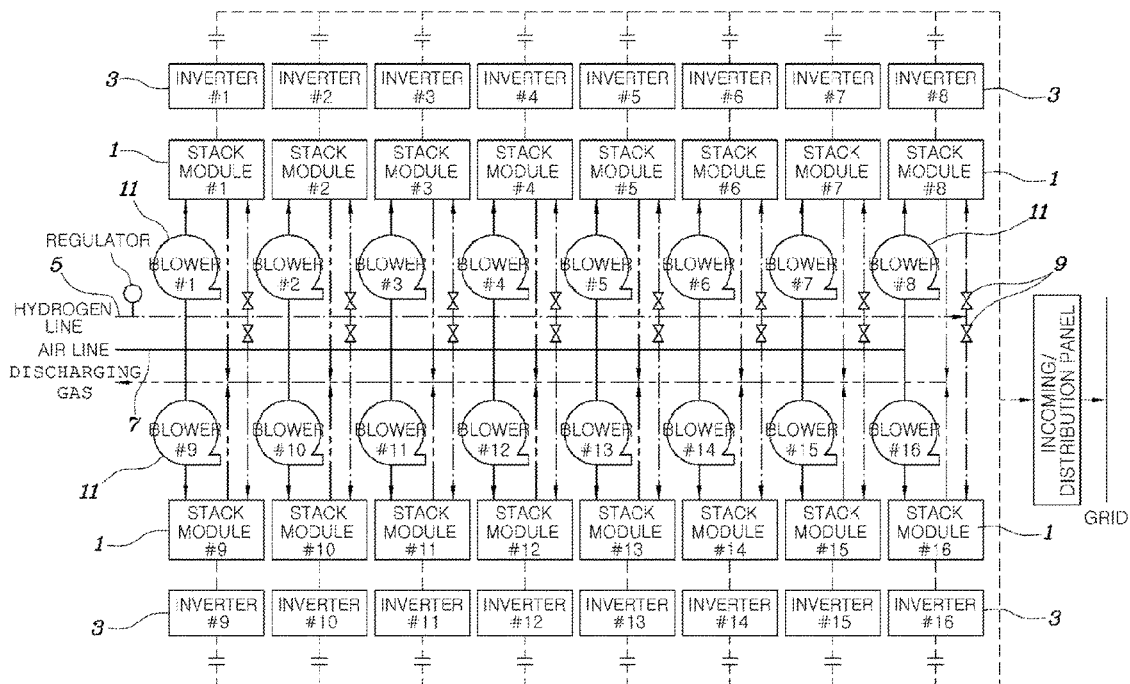 3
INVERTER #1
INVERTER #2
INVERTER #3
INVERTER #4
INVERTER #5
INVERTER #6
INVERTER #7
INVERTER #8
3
1
STACK MODULE #1
STACK MODULE #2
STACK MODULE #3
STACK MODULE #4
STACK MODULE #5
STACK MODULE #6
STACK MODULE #7
STACK MODULE #8
1
11
11
REGULATOR
BLOWER #1
BLOWER #2
BLOWER #3
BLOWER #4
BLOWER #5
BLOWER #6
BLOWER #7
BLOWER #8
9
5
HYDROGEN LINE
AIR LINE
DISCHARGING GAS
7
INCOMING/ DISTRIBUTION PANEL
GRID
BLOWER #9
BLOWER #10
BLOWER #11
BLOWER #12
BLOWER #13
BLOWER #14
BLOWER #15
BLOWER #16
11
1
STACK MODULE #9
STACK MODULE #10
STACK MODULE #11
STACK MODULE #12
STACK MODULE #13
STACK MODULE #14
STACK MODULE #15
STACK MODULE #16
1
3
INVERTER #9
INVERTER #10
INVERTER #11
INVERTER #12
INVERTER #13
INVERTER #14
INVERTER #15
INVERTER #16
3